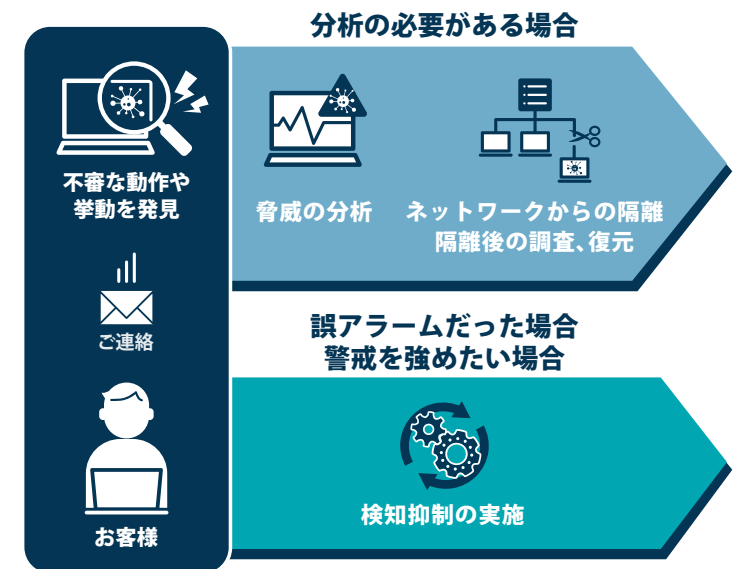 不審な動作や
挙動を発見
ご連絡
お客様
分析の必要がある場合
脅威の分析
ネットワークからの隔離
隔離後の調査、復元
誤アラームだった場合
警戒を強めたい場合
検知抑制の実施